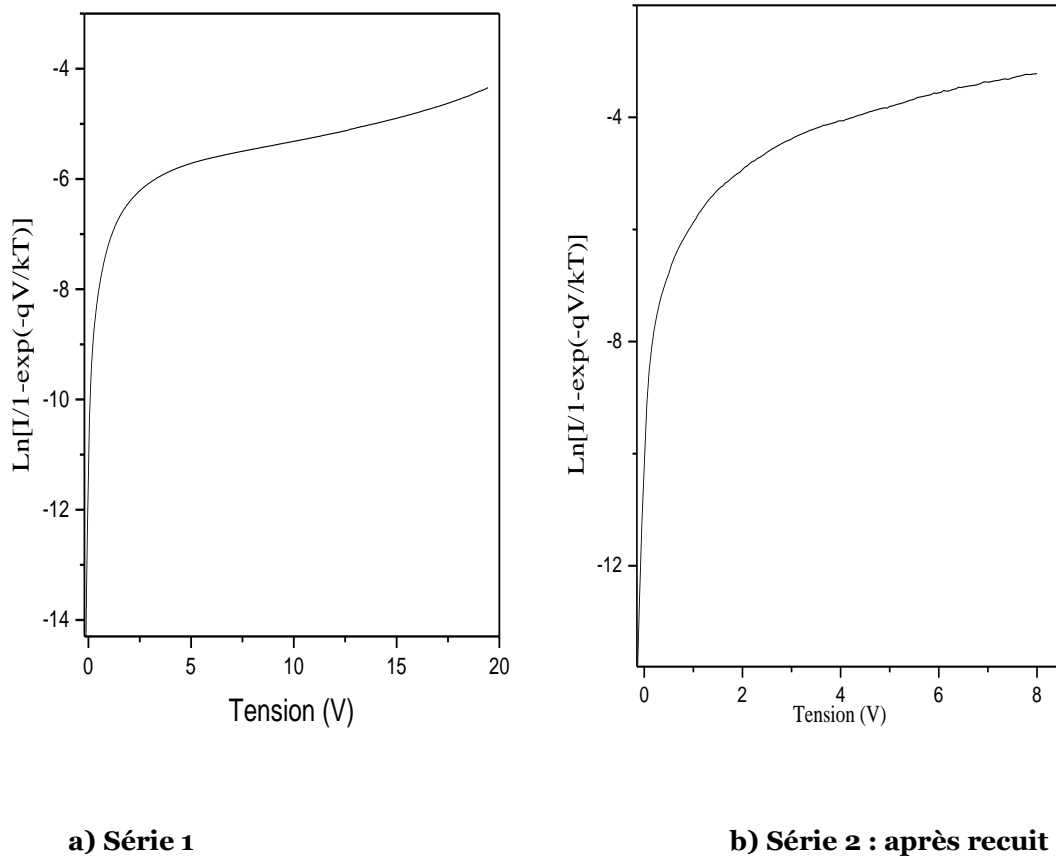 Ln[I/1-exp(-qV/kT)]
-4
-6
-8
-10
-12
-14
0 5 10 15 20
Tension (V)
Ln[I/1-exp(-qV/kT)]
-4
-8
-12
0 2 4 6 8
Tension (V)
a) Série 1
b) Série 2 : après recuit